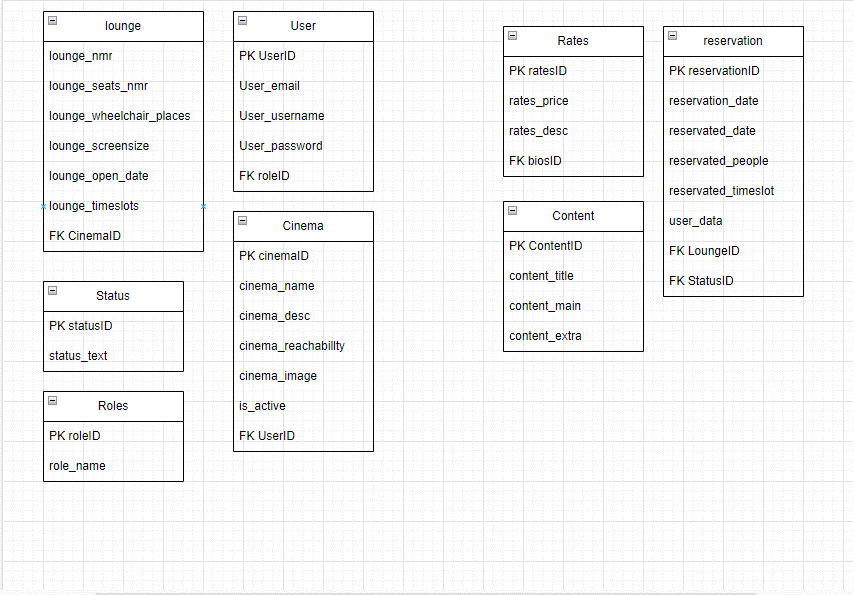 lounge
lounge_nmr
lounge_seats_nmr
lounge_wheelchair_places
lounge_screensize
lounge_open_date
lounge_timeslots
FK CinemaID
User
PK UserID
User_email
User_username
User_password
FK roleID
Rates
PK ratesID
rates_price
rates_desc
FK biosID
reservation
PK reservationID
reservation_date
reservated_date
reservated_people
reservated_timeslot
user_data
FK LoungeID
FK StatusID
Status
PK statusID
status_text
Cinema
PK cinemaID
cinema_name
cinema_desc
cinema_reachability
cinema_image
is_active
FK UserID
Content
PK ContentID
content_title
content_main
content_extra
Roles
PK roleID
role_name